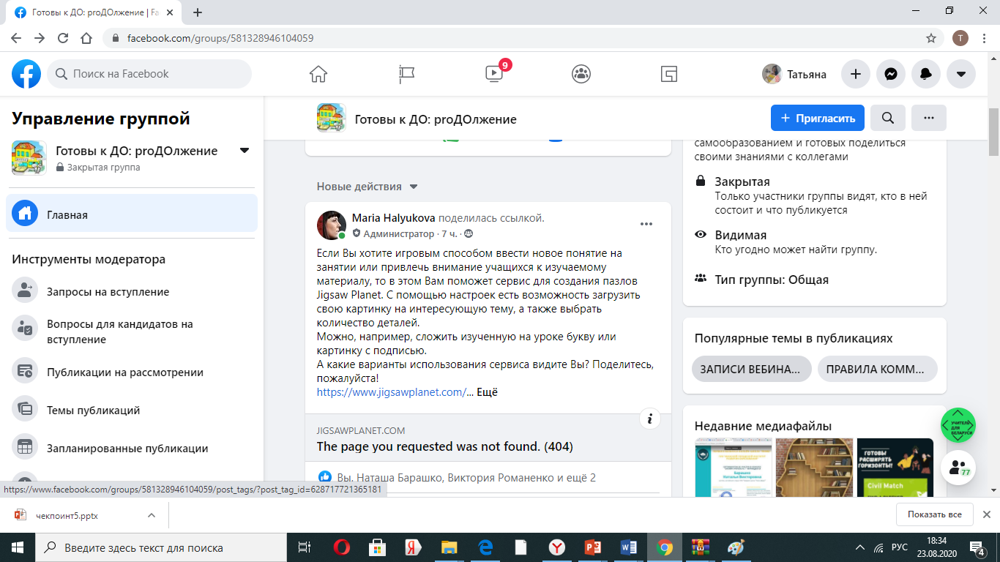 Готовы к ДО: proДОлжение | Fa
facebook.com/groups/581328946104059
T
Поиск на Facebook
9
Татьяна
Управление группой
Готовы к ДО: proДОлжение
Закрытая группа
Главная
Инструменты модератора
Запросы на вступление
Вопросы для кандидатов на
вступление
Публикации на рассмотрении
Темы публикаций
Запланированные публикации
https://www.facebook.com/groups/581328946104059/post_tags/?post_tag_id=628717721365181
Готовы к ДО: proДОлжение
Пригласить
Новые действия
Maria Halyukova поделилась ссылкой.
Администратор · 7 ч. ·
Если Вы хотите игровым способом ввести новое понятие на
занятии или привлечь внимание учащихся к изучаемому
материалу, то в этом Вам поможет сервис для создания пазлов
Jigsaw Planet. С помощью настроек есть возможность загрузить
свою картинку на интересующую тему, а также выбрать
количество деталей.
Можно, например, сложить изученную на уроке букву или
картинку с подписью.
А какие варианты использования сервиса видите Вы? Поделитесь,
пожалуйста!
https://www.jigsawplanet.com/... Ещё
JIGSAWPLANET.COM
The page you requested was not found. (404)
Вы, Наташа Барашко, Виктория Романенко и ещё 2
самообразованием и готовых поделиться
своими знаниями с коллегами
Закрытая
Только участники группы видят, кто в ней
состоит и что публикуется
Видимая
Кто угодно может найти группу.
Тип группы: Общая
Популярные темы в публикациях
ЗАПИСИ ВЕБИНА...
ПРАВИЛА КОММ...
Недавние медиафайлы
Барашко
ГОТОВЫ
РАСШИРЯТЬ
ГОРИЗОНТЫ!
Civil Match
УЧИТЕЛЬ
ДЛЯ
БЕЛАРУСИ
77
чекпоинт5.pptx
Показать все
Введите здесь текст для поиска
РУС
18:34
23.08.2020
4